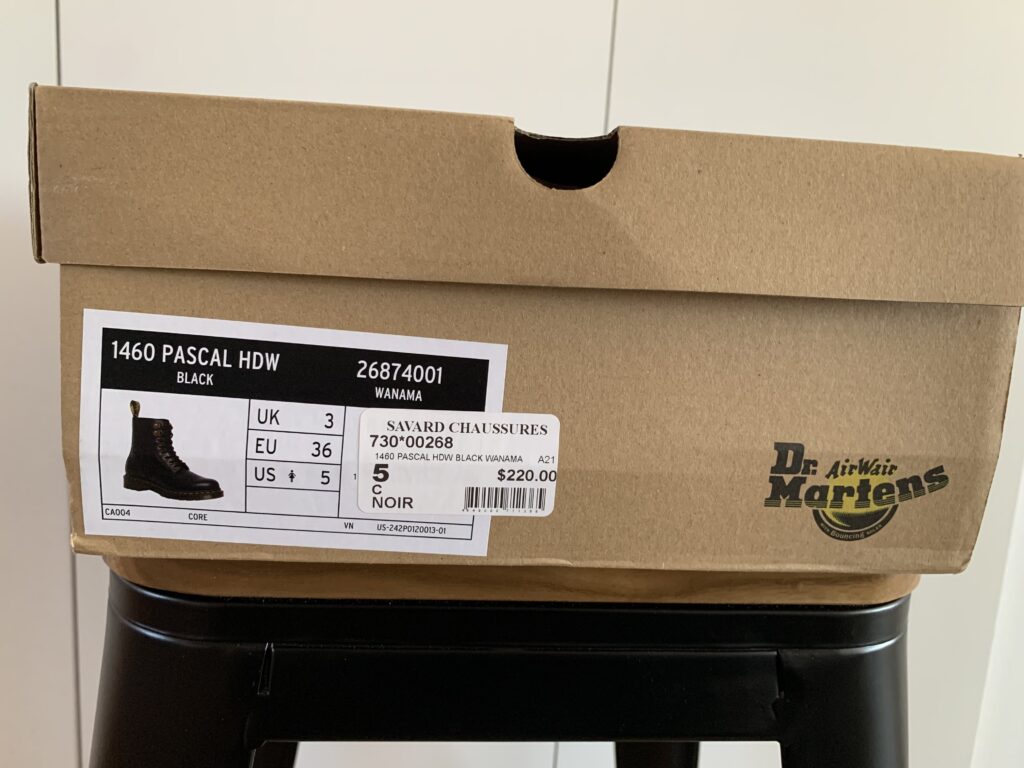 1460 PASCAL HDW
BLACK
26874001
WANAMA
UK 3
EU 36
US 5
CA004
CORE
VN
US-242P0120013-01
SAVARD CHAUSSURES
730*00268
1460 PASCAL HDW BLACK WANAMA A21
5
$220.00
C
NOIR
Dr.
AirWair
Martens
Bouncing